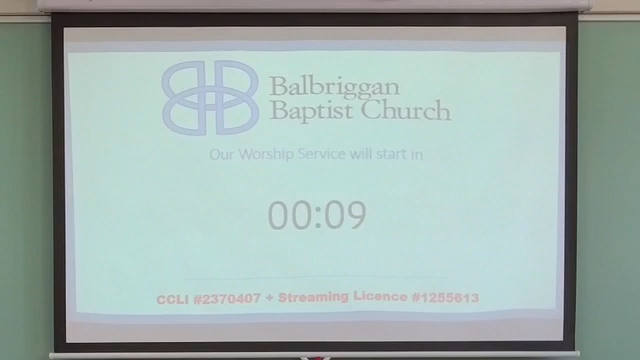 Balbriggan
Baptist Church
Our Worship Service will start in
00:09
CCLI #2370407 + Streaming Licence #1255613